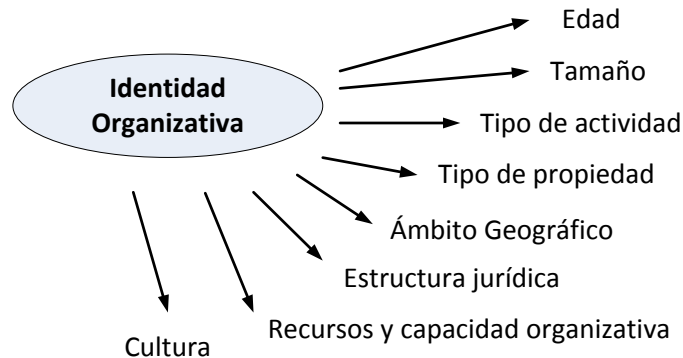 Identidad
Organizativa
Edad
Tamaño
Tipo de actividad
Tipo de propiedad
Ámbito Geográfico
Estructura jurídica
Recursos y capacidad organizativa
Cultura